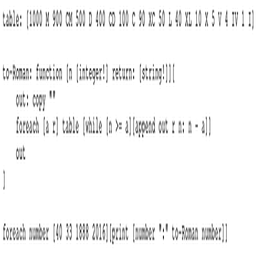 table: [1000 M 900 CM 500 D 400 CD 100 C 90 XC 50 L 40 XL 10 X 5 V 4 IV 1 I]
to-Roman: function [n [integer!] return: [string!]][
out: copy ""
foreach [a r] table [while [n >= a][append out r n: n - a]]
out
]
foreach number [40 33 1888 2016][print [number ":" to-Roman number]]